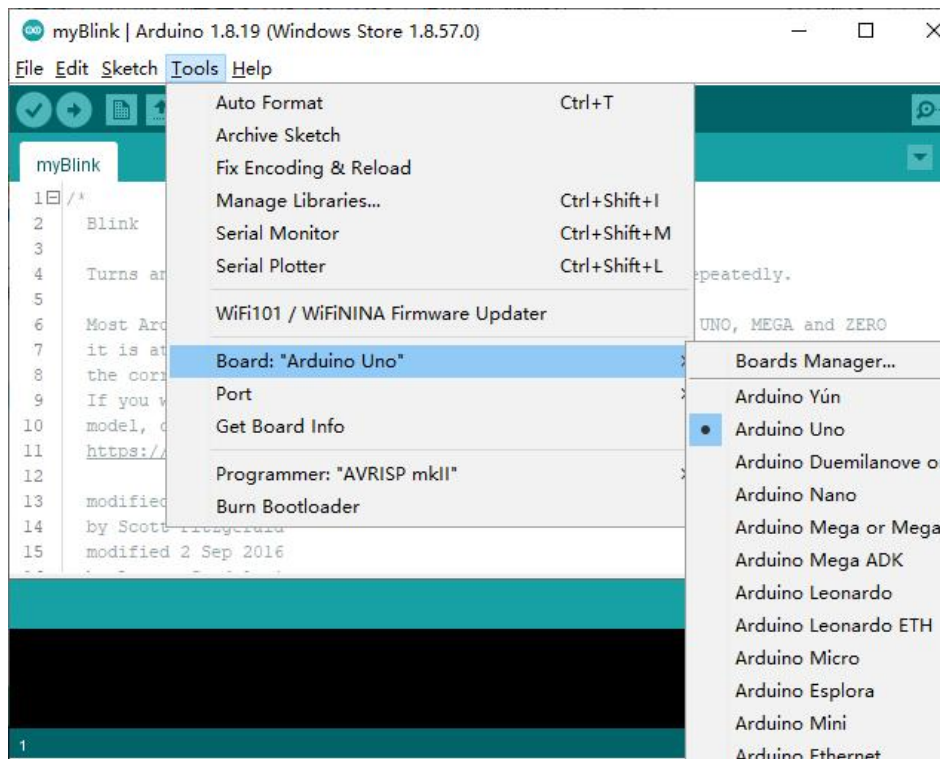 myBlink | Arduino 1.8.19 (Windows Store 1.8.57.0)
File Edit Sketch Tools Help
myBlink
Auto Format Ctrl+T
Archive Sketch
Fix Encoding & Reload
Manage Libraries... Ctrl+Shift+I
Serial Monitor Ctrl+Shift+M
Serial Plotter Ctrl+Shift+L
WiFi101 / WiFiNINA Firmware Updater
Board: "Arduino Uno"
Port
Get Board Info
Programmer: "AVRISP mkII"
Burn Bootloader
Boards Manager...
Arduino Yún
Arduino Uno
Arduino Duemilanove o
Arduino Nano
Arduino Mega or Mega
Arduino Mega ADK
Arduino Leonardo
Arduino Leonardo ETH
Arduino Micro
Arduino Esplora
Arduino Mini
Arduino Ethernet
1 /*
2 Blink
3
4 Turns an epeatedly.
5
6 Most Ard UNO, MEGA and ZERO
7 it is at
8 the corr
9 If you w
10 model,
11 https://
12
13 modified
14 by Scott
15 modified 2 Sep 2016
1